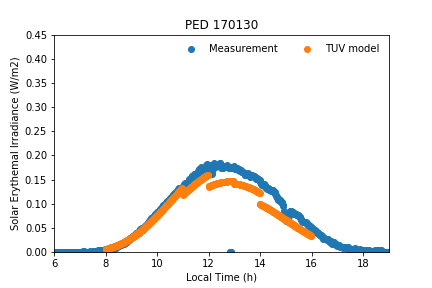 PED 170130
Measurement TUV model
0.45
0.40
0.35
0.30
0.25
0.20
0.15
0.10
0.05
0.00
Solar Erythemal Irradiance (W/m2)
6 8 10 12 14 16 18
Local Time (h)